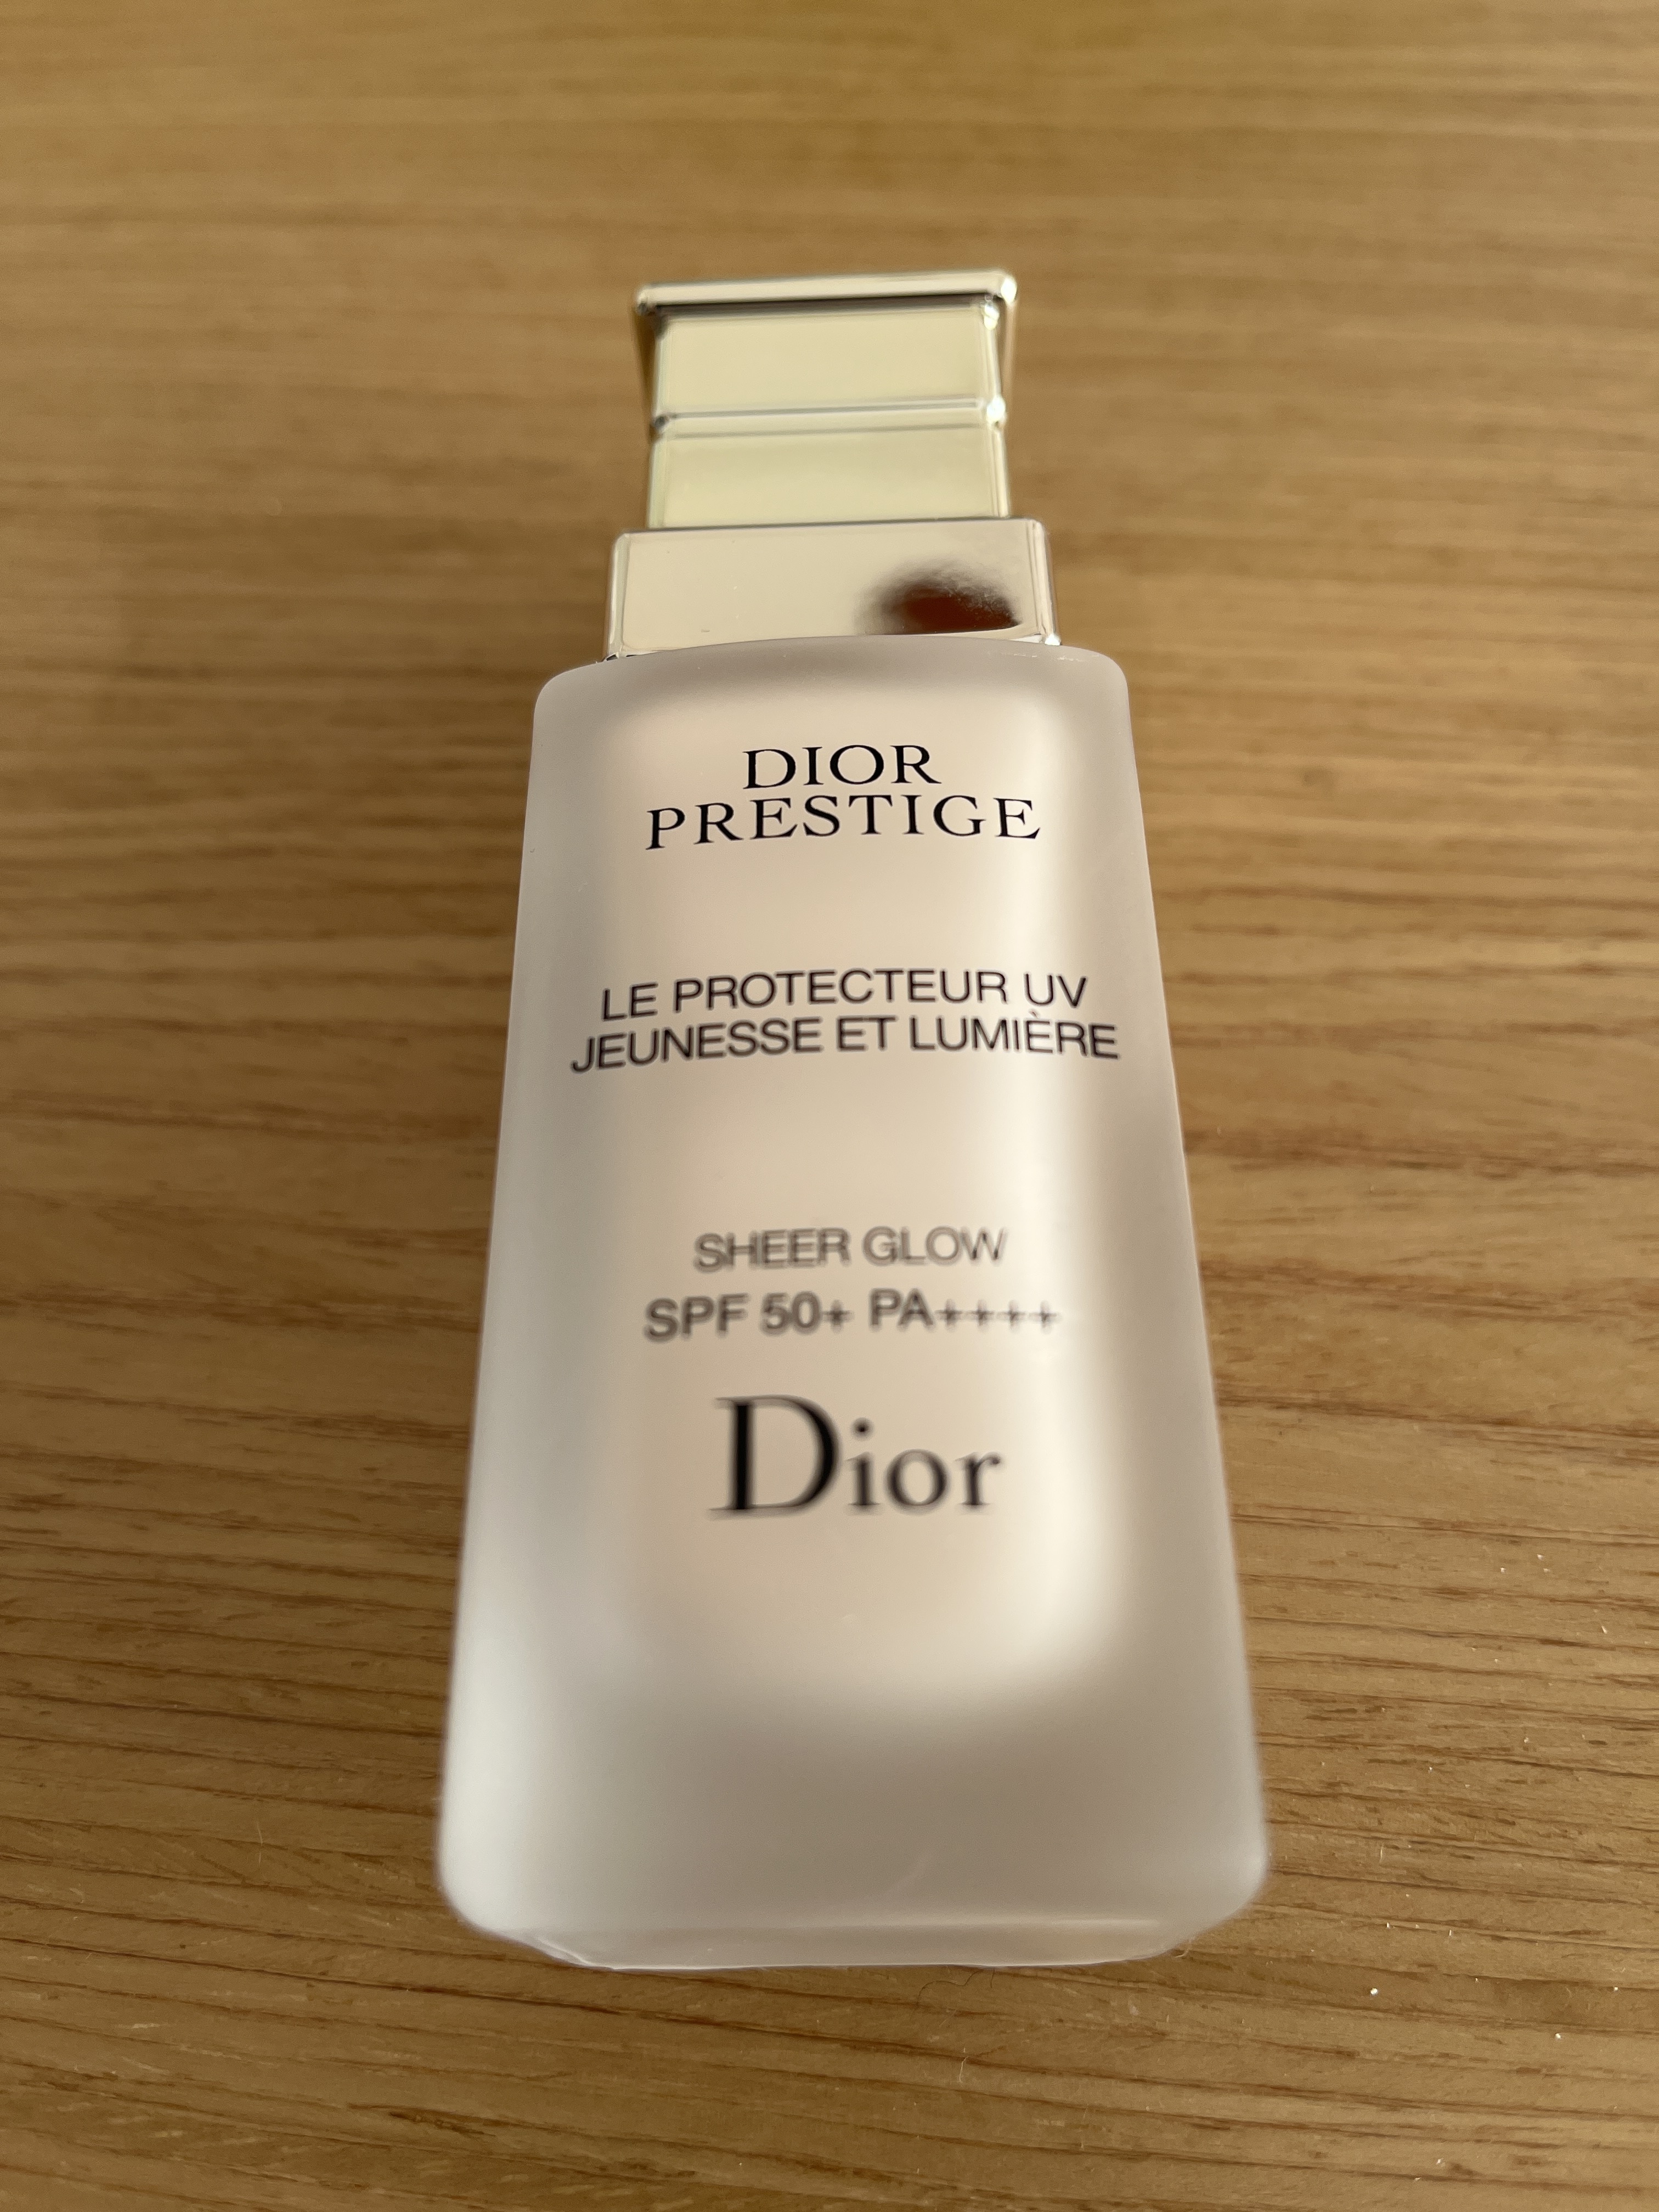 DIOR
PRESTIGE
LE PROTECTEUR UV
JEUNESSE ET LUMIÈRE
SHEER GLOW
SPF 50+ PA++++
Dior